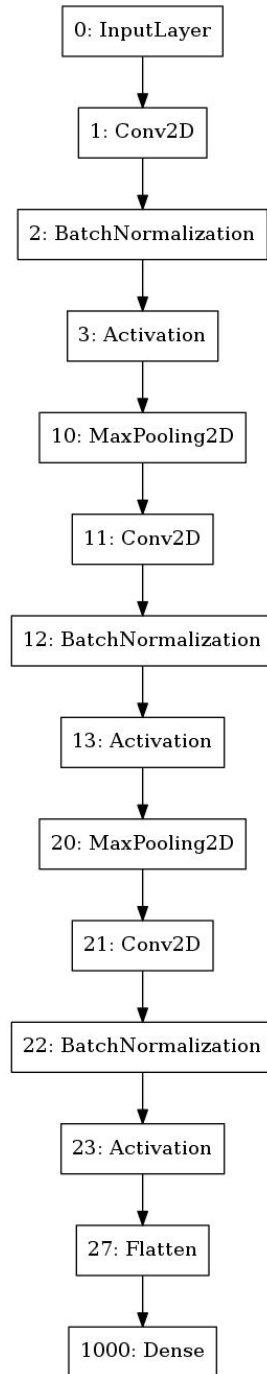 0: InputLayer
1: Conv2D
2: BatchNormalization
3: Activation
10: MaxPooling2D
11: Conv2D
12: BatchNormalization
13: Activation
20: MaxPooling2D
21: Conv2D
22: BatchNormalization
23: Activation
27: Flatten
1000: Dense